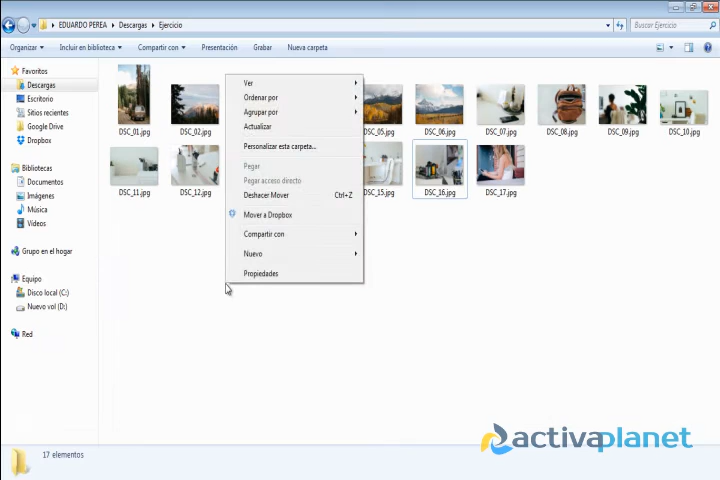 EDUARDO PEREA ▸ Descargas ▸ Ejercicio
Buscar Ejercicio
Organizar
Incluir en biblioteca
Compartir con
Presentación
Grabar
Nueva carpeta
Favoritos
Descargas
Escritorio
Sitios recientes
Google Drive
Dropbox
Bibliotecas
Documentos
Imágenes
Música
Vídeos
Grupo en el hogar
Equipo
Disco local (C:)
Nuevo vol (D:)
Red
DSC_01.jpg
DSC_02.jpg
DSC_05.jpg
DSC_06.jpg
DSC_07.jpg
DSC_08.jpg
DSC_09.jpg
DSC_10.jpg
DSC_11.jpg
DSC_12.jpg
DSC_15.jpg
DSC_16.jpg
DSC_17.jpg
Ver
Ordenar por
Agrupar por
Actualizar
Personalizar esta carpeta...
Pegar
Pegar acceso directo
Deshacer Mover Ctrl+Z
Mover a Dropbox
Compartir con
Nuevo
Propiedades
activaplanet
17 elementos